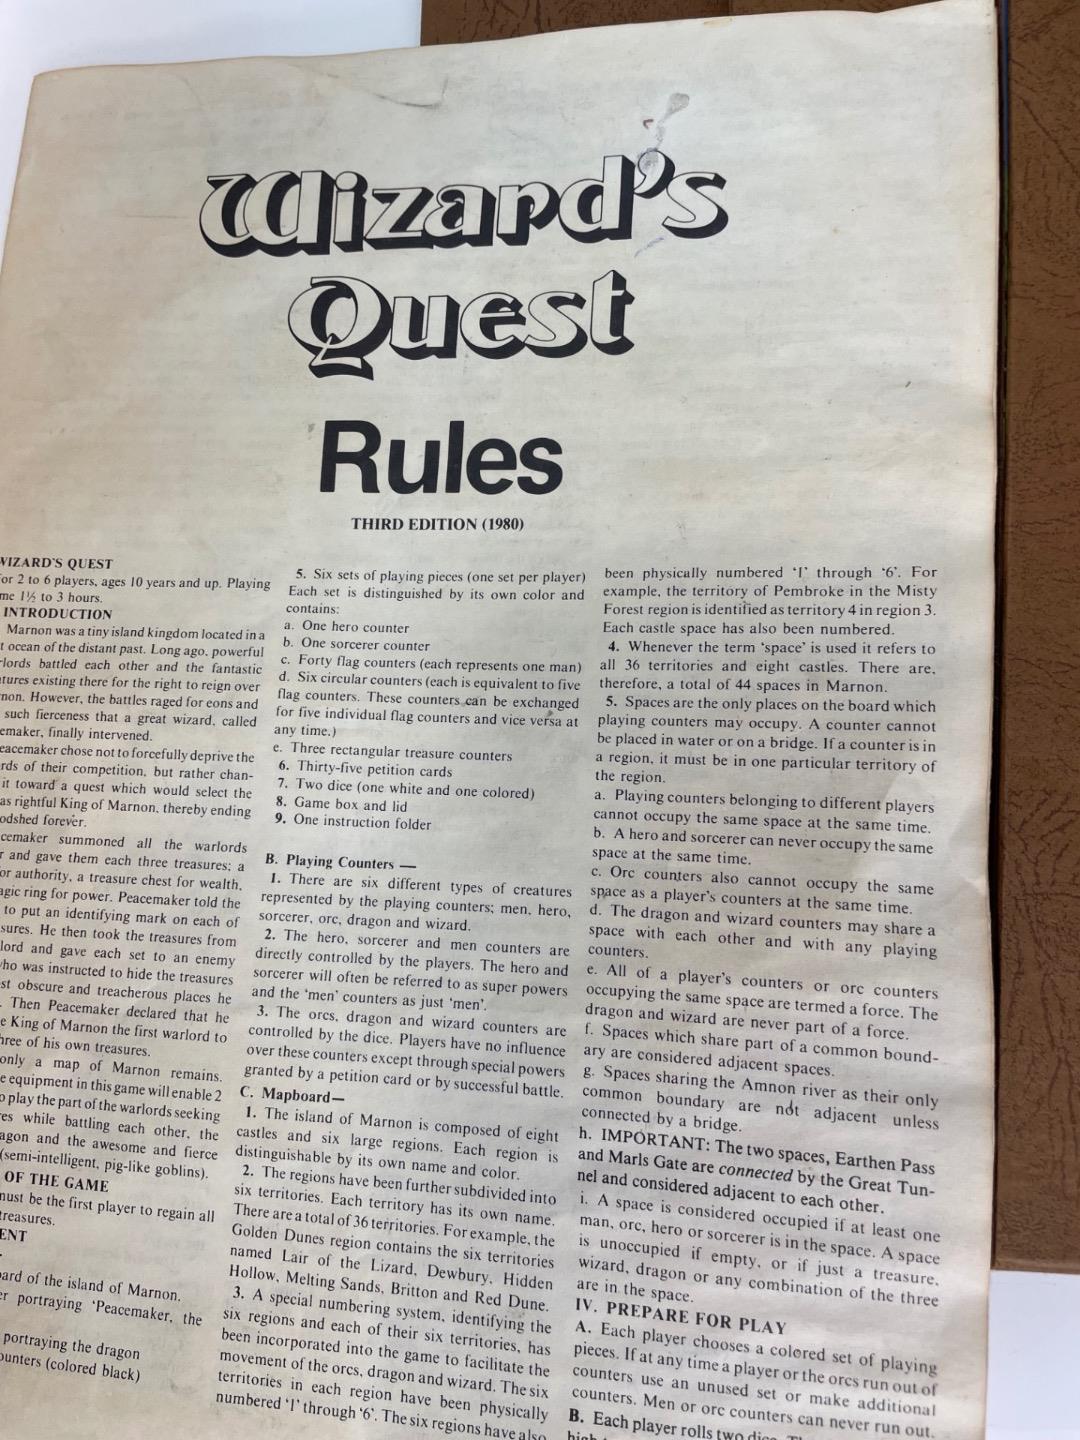 Wizard's
Quest
Rules
THIRD EDITION (1980)
WIZARD'S QUEST
or 2 to 6 players, ages 10 years and up. Playing
me 1½ to 3 hours.
INTRODUCTION
Marnon was a tiny island kingdom located in a
t ocean of the distant past. Long ago, powerful
rlords battled each other and the fantastic
tures existing there for the right to reign over
non. However, the battles raged for eons and
such fierceness that a great wizard, called
emaker, finally intervened.
eacemaker chose not to forcefully deprive the
rds of their competition, but rather chan-
it toward a quest which would select the
as rightful King of Marnon, thereby ending
odshed forever.
cemaker summoned all the warlords
r and gave them each three treasures; a
or authority, a treasure chest for wealth,
agic ring for power. Peacemaker told the
to put an identifying mark on each of
sures. He then took the treasures from
lord and gave each set to an enemy
ho was instructed to hide the treasures
st obscure and treacherous places he
. Then Peacemaker declared that he
e King of Marnon the first warlord to
hree of his own treasures.
only a map of Marnon remains.
e equipment in this game will enable 2
o play the part of the warlords seeking
es while battling each other, the
agon and the awesome and fierce
(semi-intelligent, pig-like goblins).
OF THE GAME
must be the first player to regain all
treasures.
ENT
ard of the island of Marnon.
er portraying 'Peacemaker, the
portraying the dragon
ounters (colored black)
5. Six sets of playing pieces (one set per player)
Each set is distinguished by its own color and
contains:
a. One hero counter
b. One sorcerer counter
c. Forty flag counters (each represents one man)
d. Six circular counters (each is equivalent to five
flag counters. These counters can be exchanged
for five individual flag counters and vice versa at
any time.)
e. Three rectangular treasure counters
6. Thirty-five petition cards
7. Two dice (one white and one colored)
8. Game box and lid
9. One instruction folder
B. Playing Counters —
1. There are six different types of creatures
represented by the playing counters; men, hero,
sorcerer, orc, dragon and wizard.
2. The hero, sorcerer and men counters are
directly controlled by the players. The hero and
sorcerer will often be referred to as super powers
and the 'men' counters as just 'men'.
3. The orcs, dragon and wizard counters are
controlled by the dice. Players have no influence
over these counters except through special powers
granted by a petition card or by successful battle.
C. Mapboard—
1. The island of Marnon is composed of eight
castles and six large regions. Each region is
distinguishable by its own name and color.
2. The regions have been further subdivided into
six territories. Each territory has its own name.
There are a total of 36 territories. For example, the
Golden Dunes region contains the six territories
named Lair of the Lizard, Dewbury, Hidden
Hollow, Melting Sands, Britton and Red Dune.
3. A special numbering system, identifying the
six regions and each of their six territories, has
been incorporated into the game to facilitate the
movement of the orcs, dragon and wizard. The six
territories in each region have been physically
numbered '1' through '6'. The six regions have also
been physically numbered '1' through '6'. For
example, the territory of Pembroke in the Misty
Forest region is identified as territory 4 in region 3.
Each castle space has also been numbered.
4. Whenever the term 'space' is used it refers to
all 36 territories and eight castles. There are,
therefore, a total of 44 spaces in Marnon.
5. Spaces are the only places on the board which
playing counters may occupy. A counter cannot
be placed in water or on a bridge. If a counter is in
a region, it must be in one particular territory of
the region.
a. Playing counters belonging to different players
cannot occupy the same space at the same time.
b. A hero and sorcerer can never occupy the same
space at the same time.
c. Orc counters also cannot occupy the same
space as a player's counters at the same time.
d. The dragon and wizard counters may share a
space with each other and with any playing
counters.
e. All of a player's counters or orc counters
occupying the same space are termed a force. The
dragon and wizard are never part of a force.
f. Spaces which share part of a common bound-
ary are considered adjacent spaces.
g. Spaces sharing the Amnon river as their only
common boundary are not adjacent unless
connected by a bridge.
h. IMPORTANT: The two spaces, Earthen Pass
and Marls Gate are connected by the Great Tun-
nel and considered adjacent to each other.
i. A space is considered occupied if at least one
man, orc, hero or sorcerer is in the space. A space
is unoccupied if empty, or if just a treasure,
wizard, dragon or any combination of the three
are in the space.
IV. PREPARE FOR PLAY
A. Each player chooses a colored set of playing
pieces. If at any time a player or the orcs run out of
counters use an unused set or make additional
counters. Men or orc counters can never run out.
B. Each player rolls two dice.